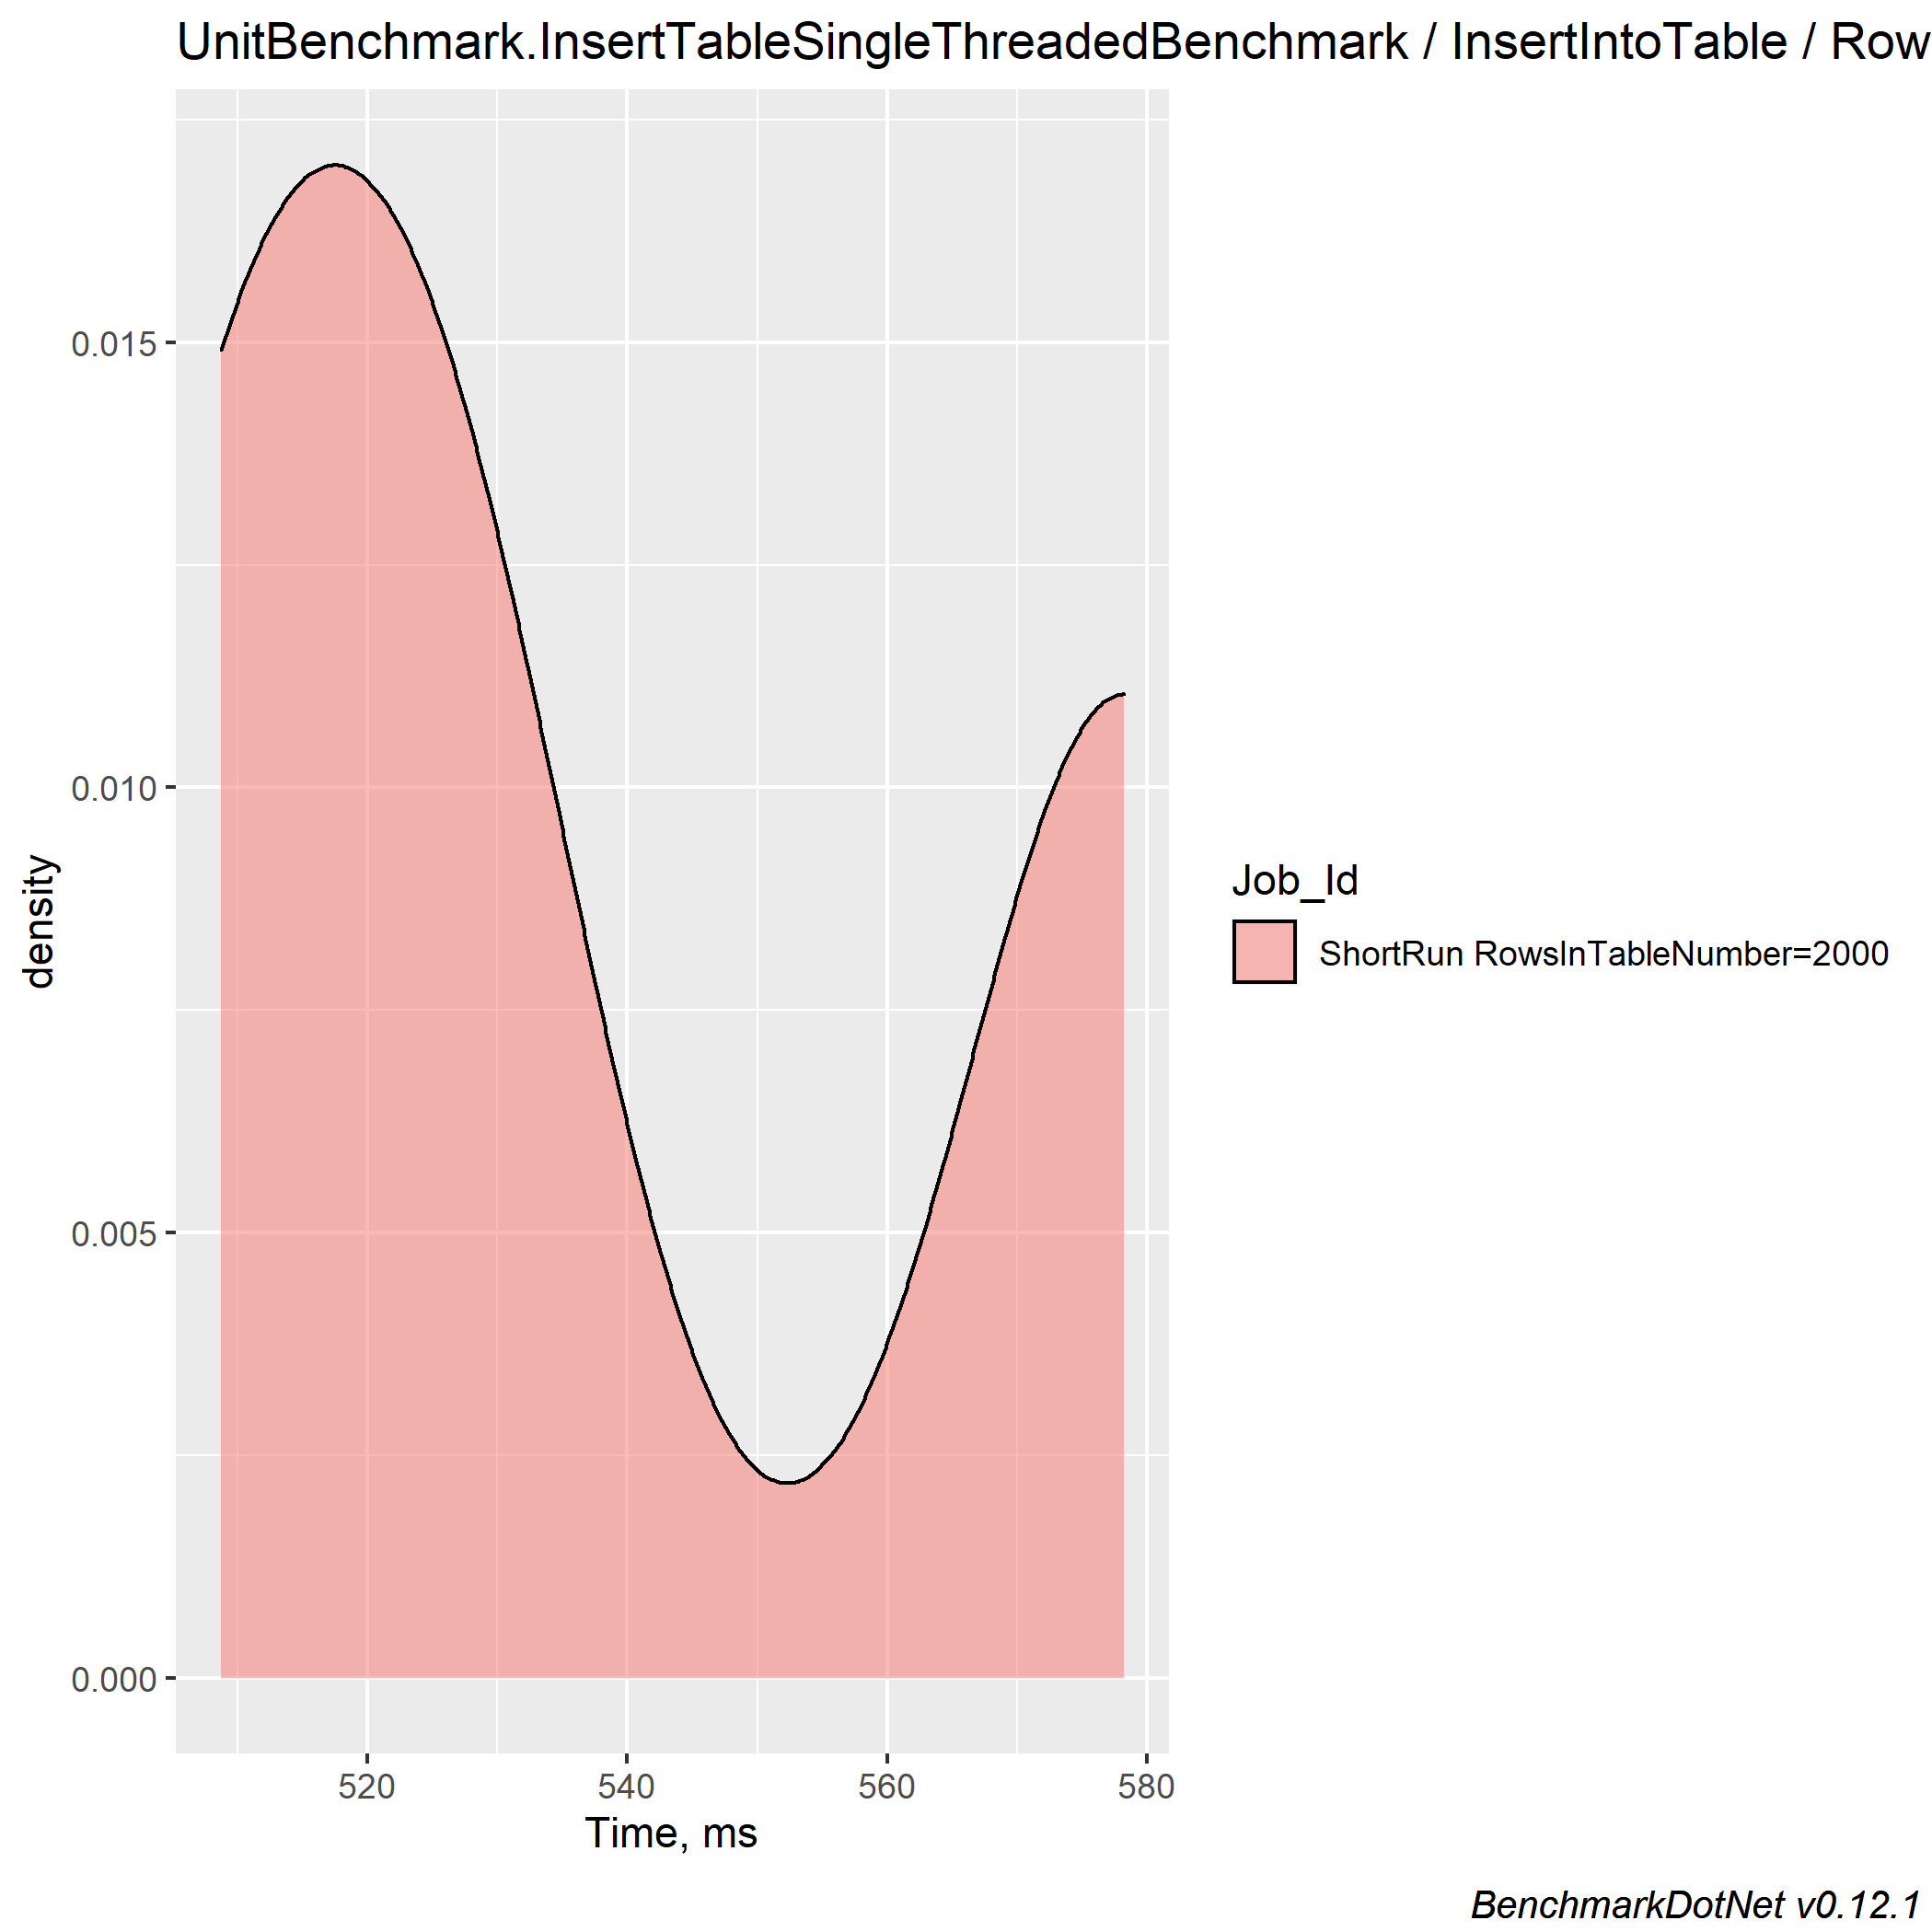 UnitBenchmark.InsertTableSingleThreadedBenchmark / InsertIntoTable / Row
0.015
0.010
0.005
0.000
density
520 540 560 580
Time, ms
Job_Id
ShortRun RowsInTableNumber=2000
BenchmarkDotNet v0.12.1